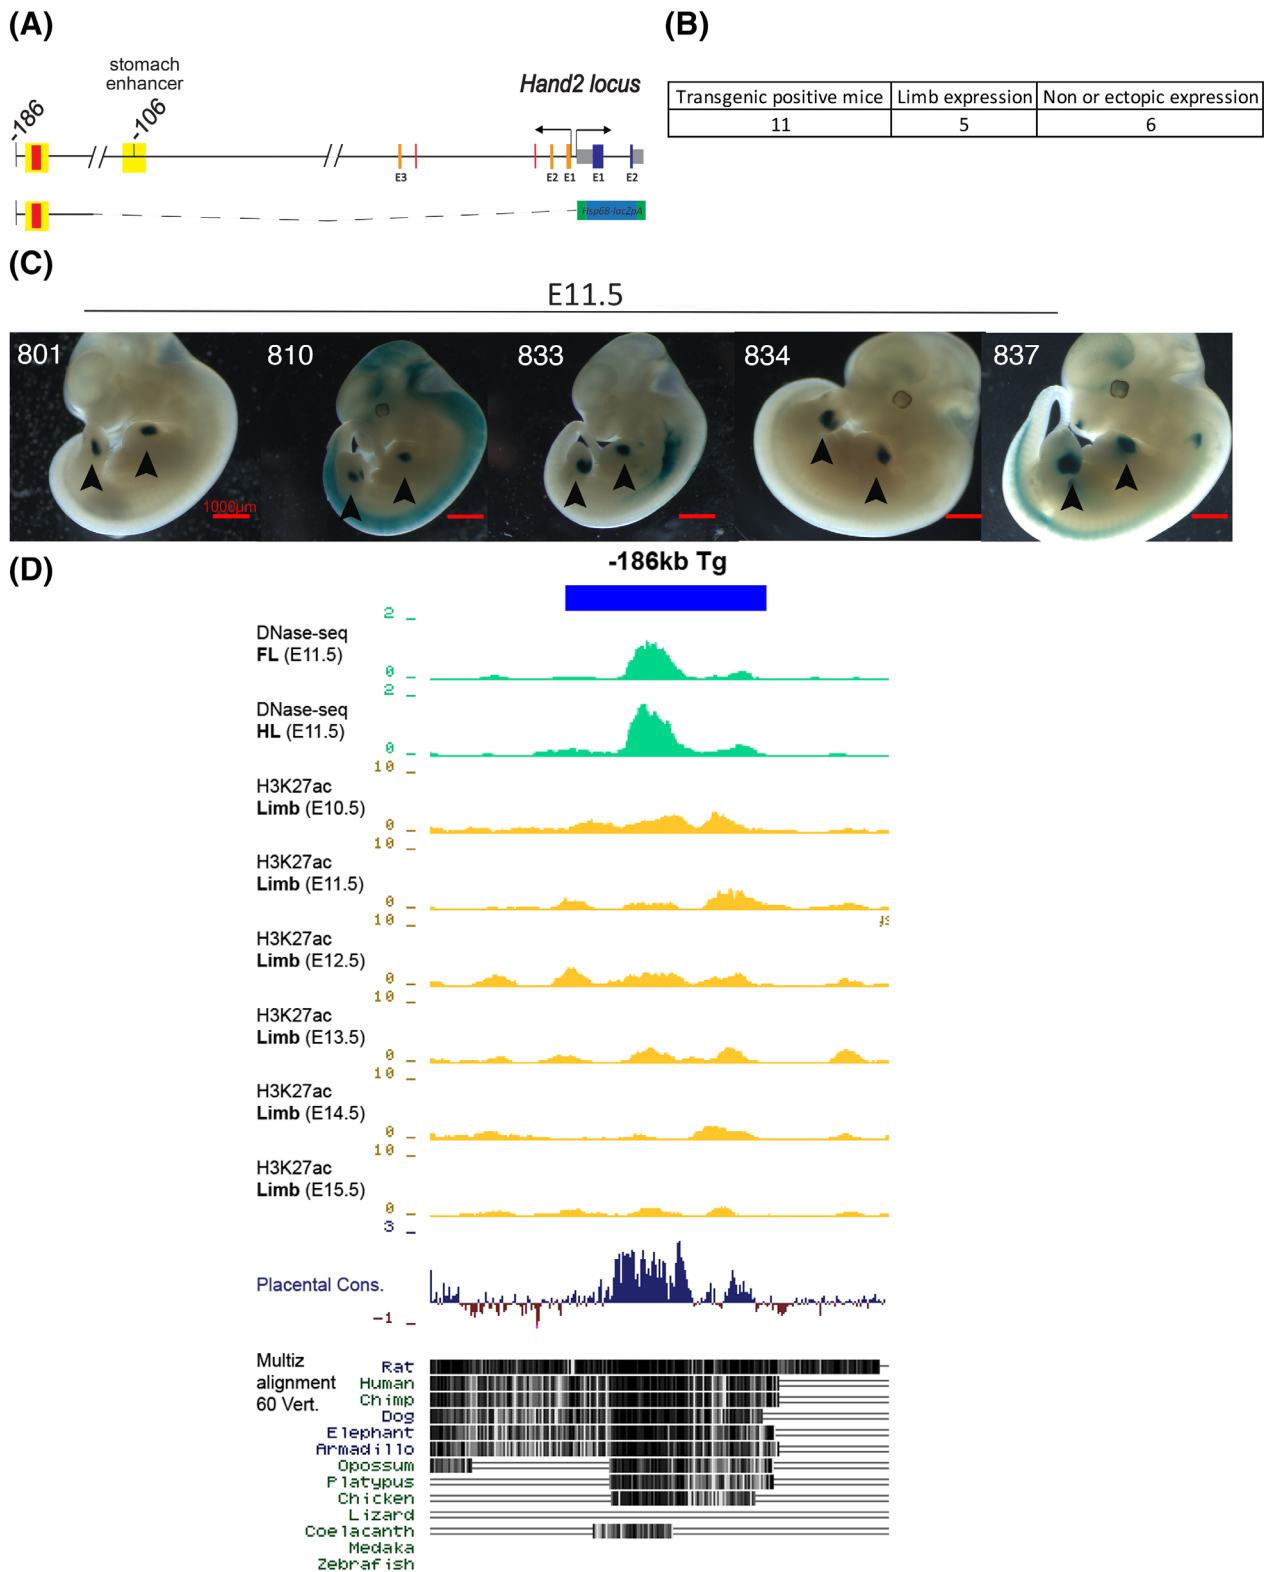 (A)
stomach
enhancer
Hand2 locus
-186
-106
E3
E2
E1
E1
E2
Hsp68-lacZpA
(B)
Transgenic positive mice Limb expression Non or ectopic expression
11 5 6
(C)
E11.5
801
810
833
834
837
1000µm
(D)
-186kb Tg
2
DNase-seq
FL (E11.5)
0
2
DNase-seq
HL (E11.5)
0
10
H3K27ac
Limb (E10.5)
0
10
H3K27ac
Limb (E11.5)
0
10
H3K27ac
Limb (E12.5)
0
10
H3K27ac
Limb (E13.5)
0
10
H3K27ac
Limb (E14.5)
0
10
H3K27ac
Limb (E15.5)
0
3
Placental Cons.
-1
Multiz
alignment
60 Vert.
Rat
Human
Chimp
Dog
Elephant
Armadillo
Opossum
Platypus
Chicken
Lizard
Coelacanth
Medaka
Zebrafish